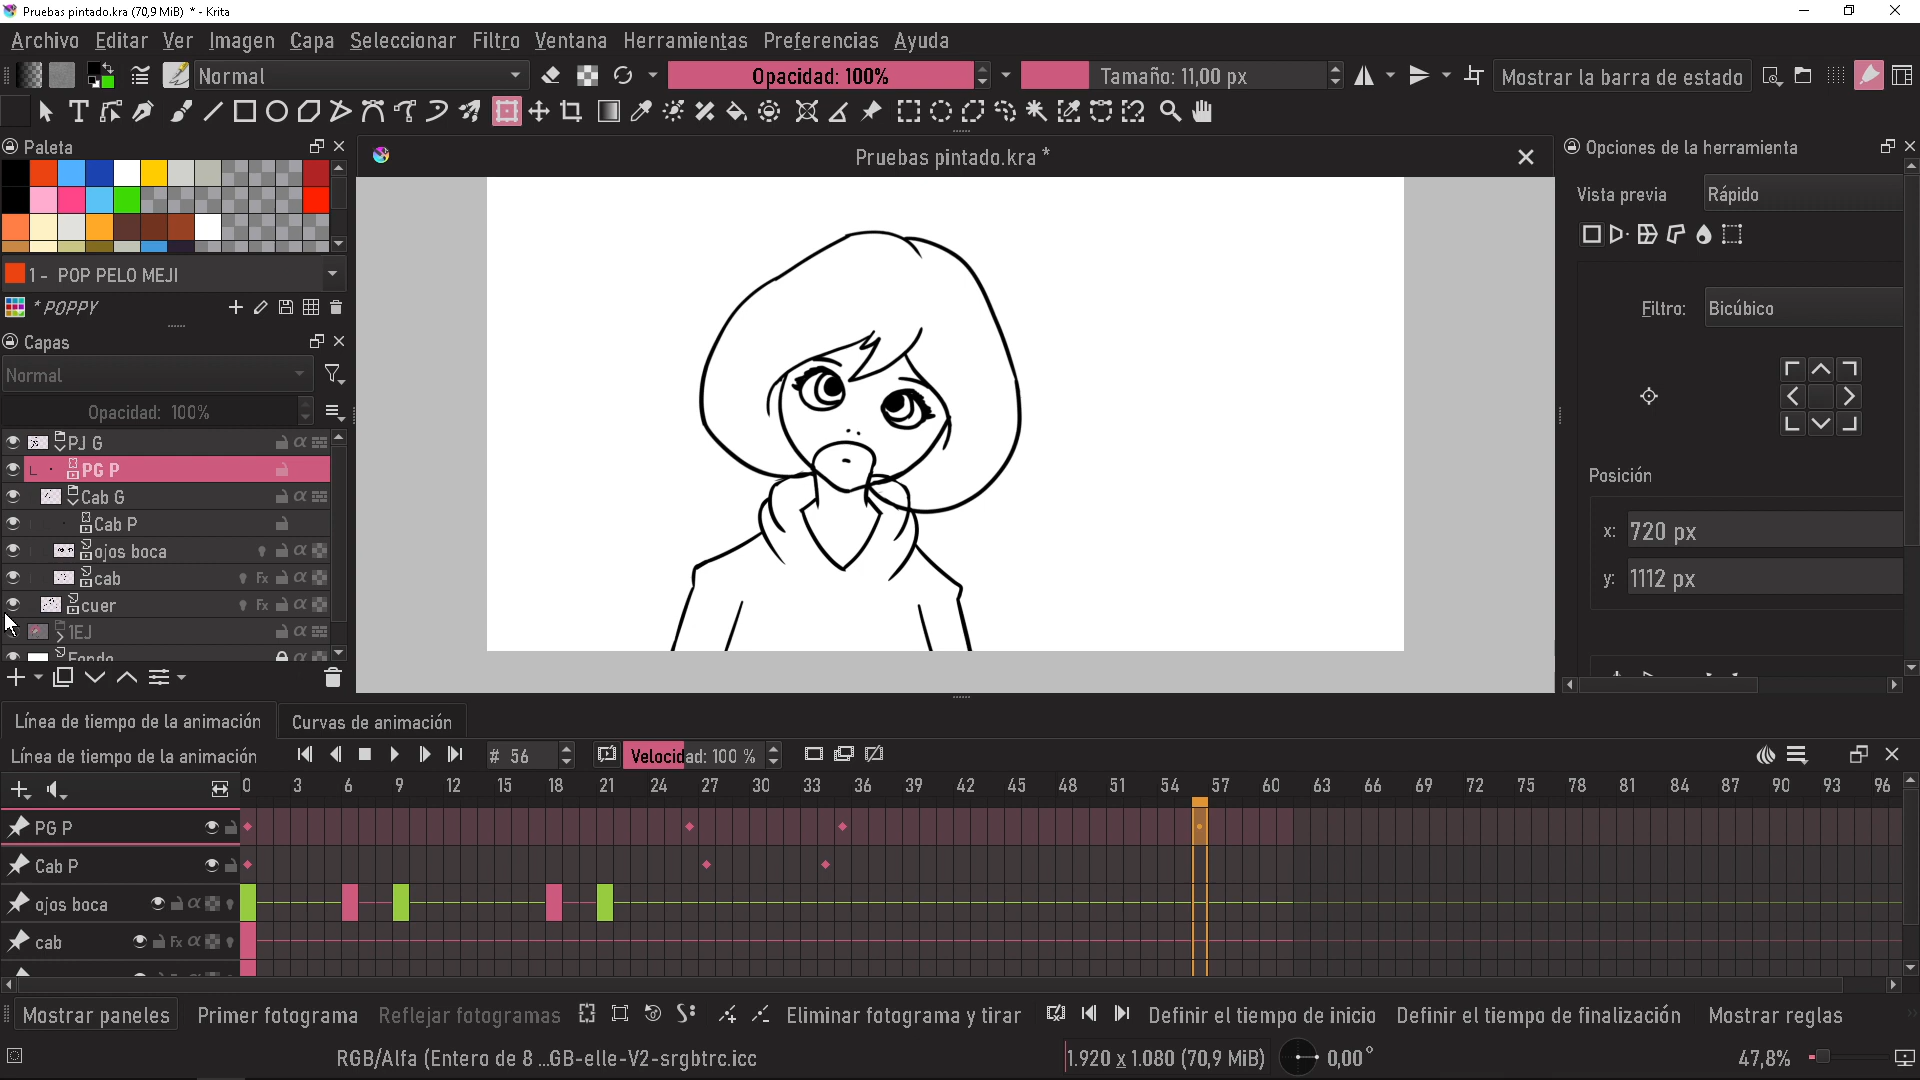 Pruebas pintado.kra (70,9 MiB) * - Krita
Archivo Editar Ver Imagen Capa Seleccionar Filtro Ventana Herramientas Preferencias Ayuda
Normal Opacidad: 100% Tamaño: 11,00 px Mostrar la barra de estado
Paleta
Pruebas pintado.kra *
Opciones de la herramienta
Vista previa Rápido
1 - POP PELO MEJI
* POPPY
Filtro: Bicúbico
Capas
Normal
Opacidad: 100%
PJ G
PG P
Cab G
Cab P
ojos boca
cab
Fx
cuer
Fx
1EJ
Fondo
Posición
x: 720 px
y: 1112 px
Línea de tiempo de la animación Curvas de animación
Línea de tiempo de la animación # 56 Velocidad: 100 %
0 3 6 9 12 15 18 21 24 27 30 33 36 39 42 45 48 51 54 57 60 63 66 69 72 75 78 81 84 87 90 93 96
PG P
Cab P
ojos boca
cab Fx
Mostrar paneles Primer fotograma Reflejar fotogramas Eliminar fotograma y tirar Definir el tiempo de inicio Definir el tiempo de finalización Mostrar reglas
RGB/Alfa (Entero de 8 ...GB-elle-V2-srgbtrc.icc 1.920 x 1.080 (70,9 MiB) 0,00° 47,8%